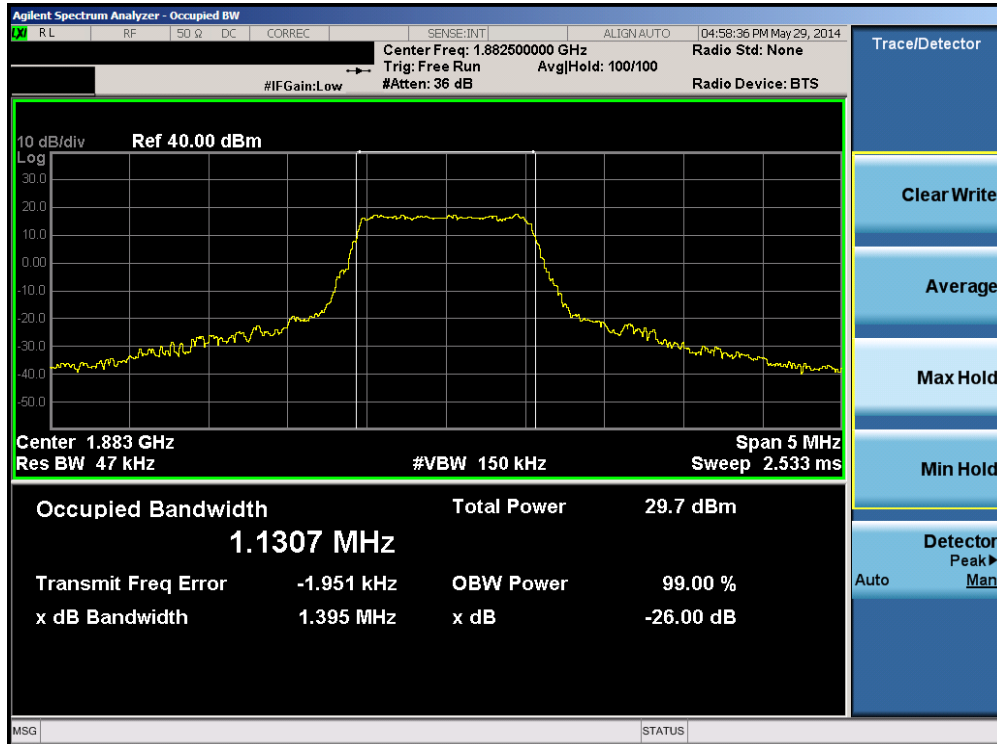 Agilent Spectrum Analyzer - Occupied BW
LXI RL RF 50 Ω DC CORREC SENSE:INT ALIGN AUTO 04:58:36 PM May 29, 2014
Center Freq: 1.882500000 GHz Radio Std: None
Trig: Free Run Avg|Hold: 100/100
#IFGain:Low #Atten: 36 dB Radio Device: BTS
10 dB/div Ref 40.00 dBm
Log
30.0
20.0
10.0
0.00
-10.0
-20.0
-30.0
-40.0
-50.0
Center 1.883 GHz Span 5 MHz
Res BW 47 kHz #VBW 150 kHz Sweep 2.533 ms
Occupied Bandwidth Total Power 29.7 dBm
1.1307 MHz
Transmit Freq Error -1.951 kHz OBW Power 99.00 %
x dB Bandwidth 1.395 MHz x dB -26.00 dB
MSG STATUS
Trace/Detector
Clear Write
Average
Max Hold
Min Hold
Detector
Peak▶
Auto Man